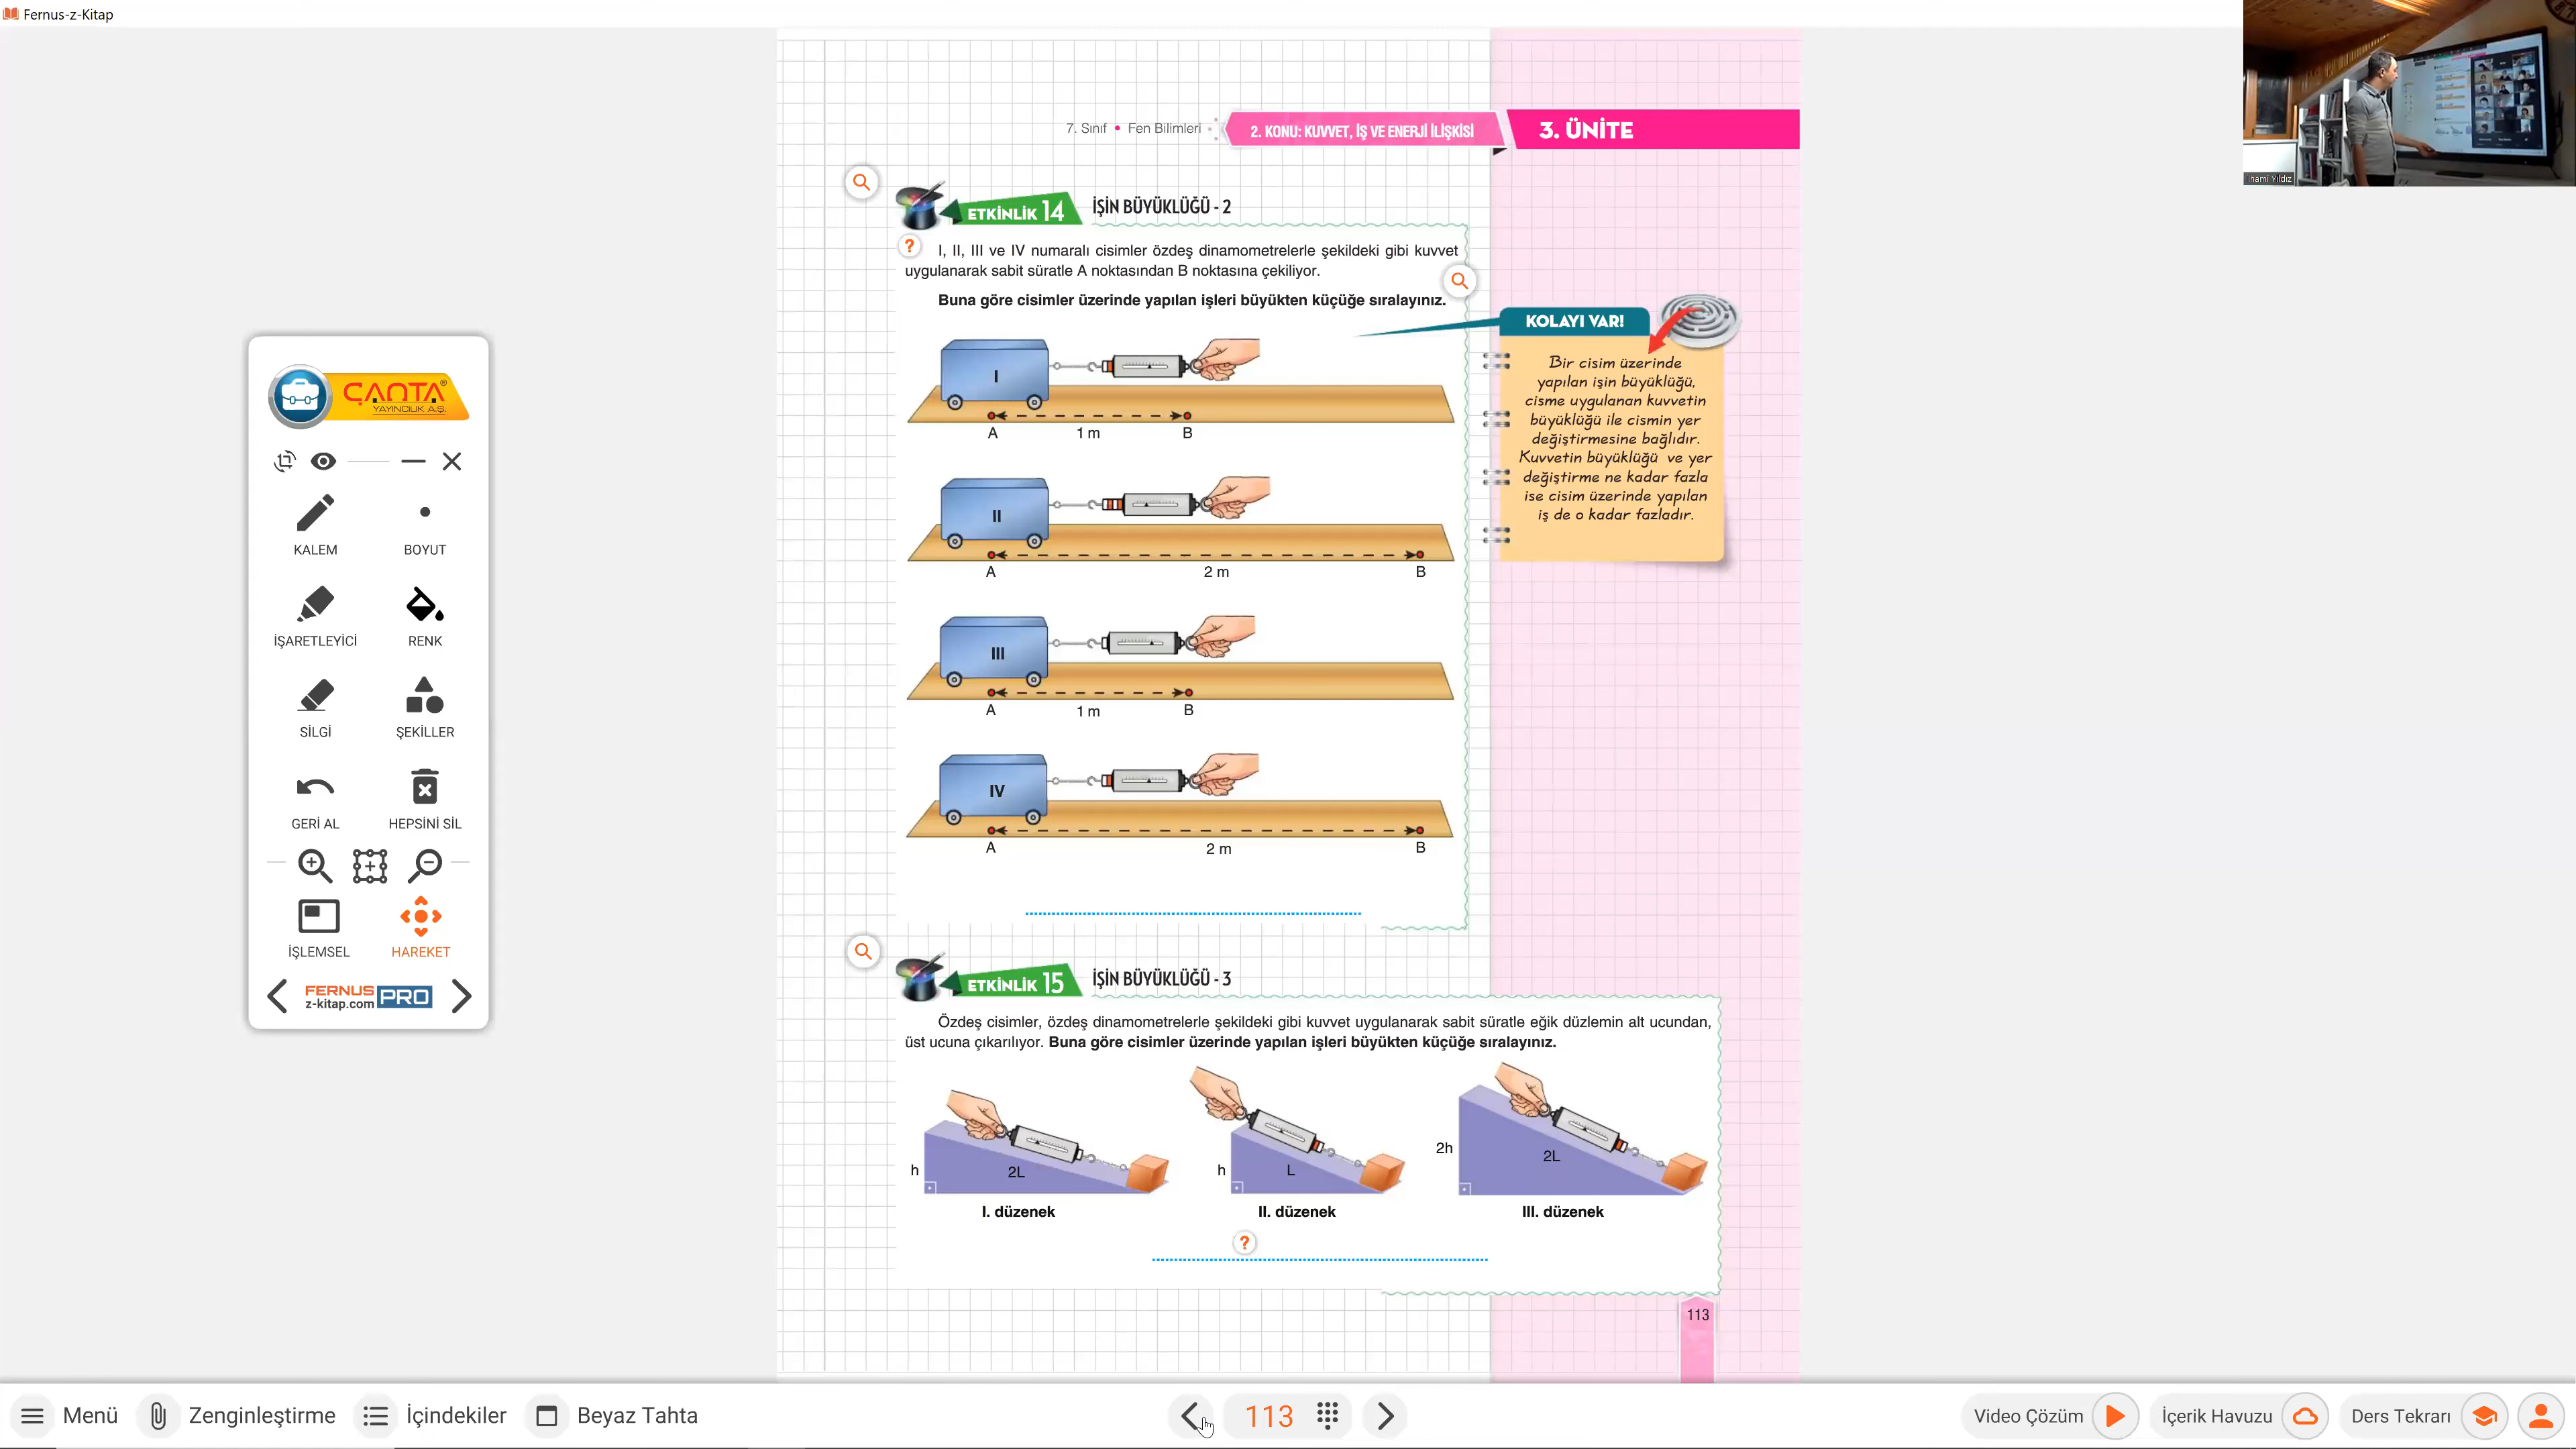 Fernus-z-Kitap
İlhami Yıldız
7. Sınıf • Fen Bilimleri
2. KONU: KUVVET, İŞ VE ENERJİ İLİŞKİSİ
3. ÜNİTE
ETKİNLİK 14
İŞİN BÜYÜKLÜĞÜ - 2
?
I, II, III ve IV numaralı cisimler özdeş dinamometrelerle şekildeki gibi kuvvet
uygulanarak sabit süratle A noktasından B noktasına çekiliyor.
Buna göre cisimler üzerinde yapılan işleri büyükten küçüğe sıralayınız.
I
A 1 m B
II
A 2 m B
III
A 1 m B
IV
A 2 m B
KOLAYI VAR!
Bir cisim üzerinde
yapılan işin büyüklüğü,
cisme uygulanan kuvvetin
büyüklüğü ile cismin yer
değiştirmesine bağlıdır.
Kuvvetin büyüklüğü ve yer
değiştirme ne kadar fazla
ise cisim üzerinde yapılan
iş de o kadar fazladır.
ETKİNLİK 15
İŞİN BÜYÜKLÜĞÜ - 3
Özdeş cisimler, özdeş dinamometrelerle şekildeki gibi kuvvet uygulanarak sabit süratle eğik düzlemin alt ucundan,
üst ucuna çıkarılıyor. Buna göre cisimler üzerinde yapılan işleri büyükten küçüğe sıralayınız.
h 2L
I. düzenek
h L
II. düzenek
2h 2L
III. düzenek
?
113
ÇANTA®
YAYINCILIK A.Ş.
KALEM BOYUT
İŞARETLEYİCİ RENK
SİLGİ ŞEKİLLER
GERİ AL HEPSİNİ SİL
İŞLEMSEL HAREKET
FERNUS
z-kitap.com PRO
Menü Zenginleştirme İçindekiler Beyaz Tahta
113
Video Çözüm İçerik Havuzu Ders Tekrarı